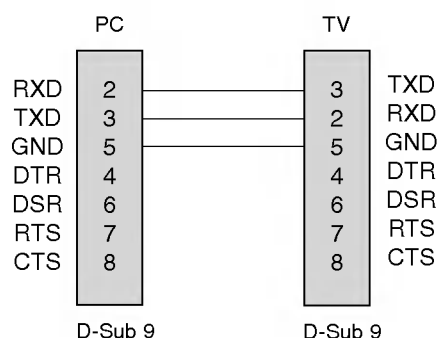 PC TV
RXD 2 3 TXD
TXD 3 2 RXD
GND 5 5 GND
DTR 4 4 DTR
DSR 6 6 DSR
RTS 7 7 RTS
CTS 8 8 CTS
D-Sub 9 D-Sub 9